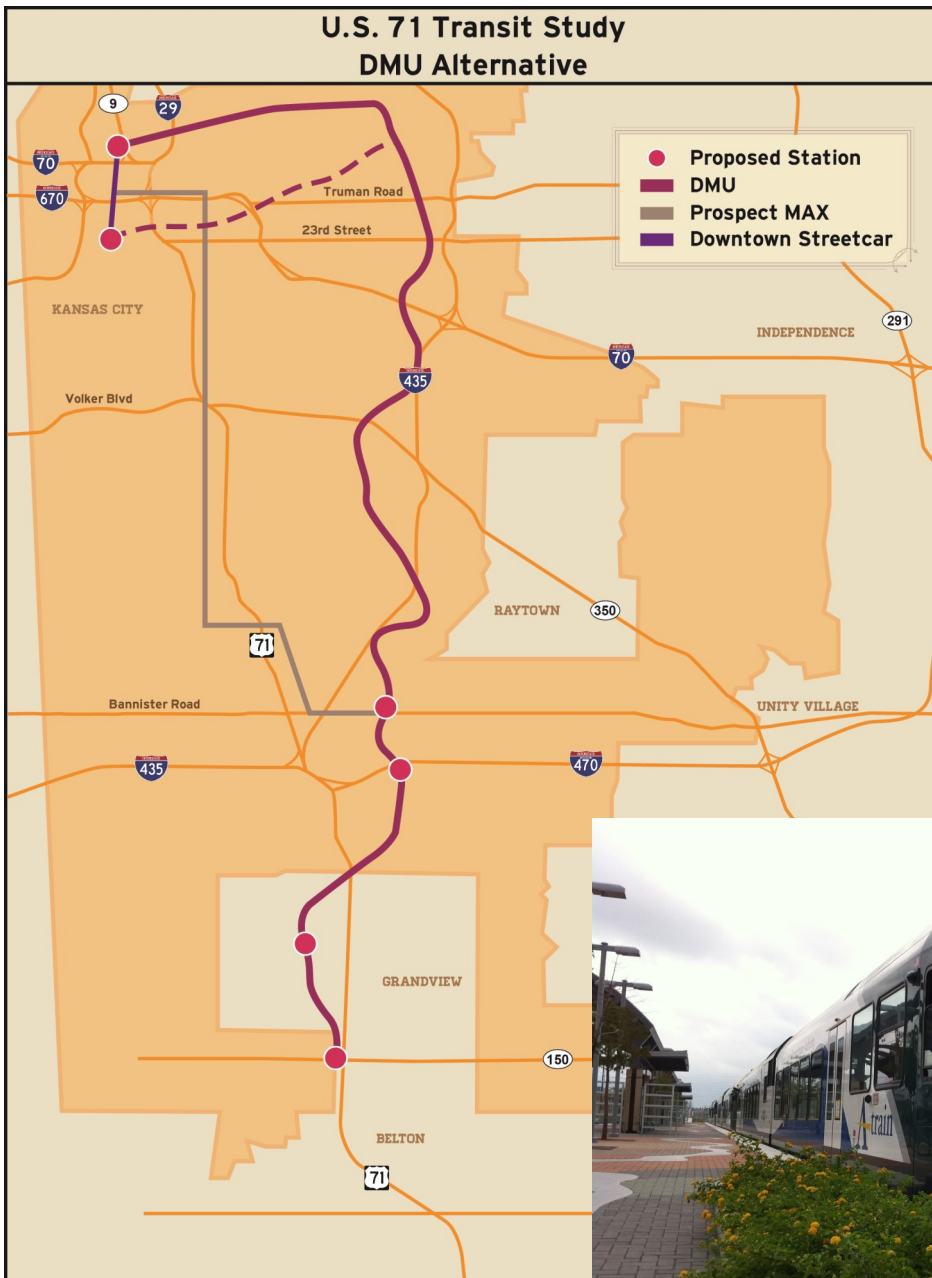 U.S. 71 Transit Study
DMU Alternative
9
29
70
670
Truman Road
23rd Street
Proposed Station
DMU
Prospect MAX
Downtown Streetcar
KANSAS CITY
INDEPENDENCE
291
70
435
Volker Blvd
RAYTOWN
350
71
Bannister Road
UNITY VILLAGE
435
470
GRANDVIEW
150
BELTON
71
A-train